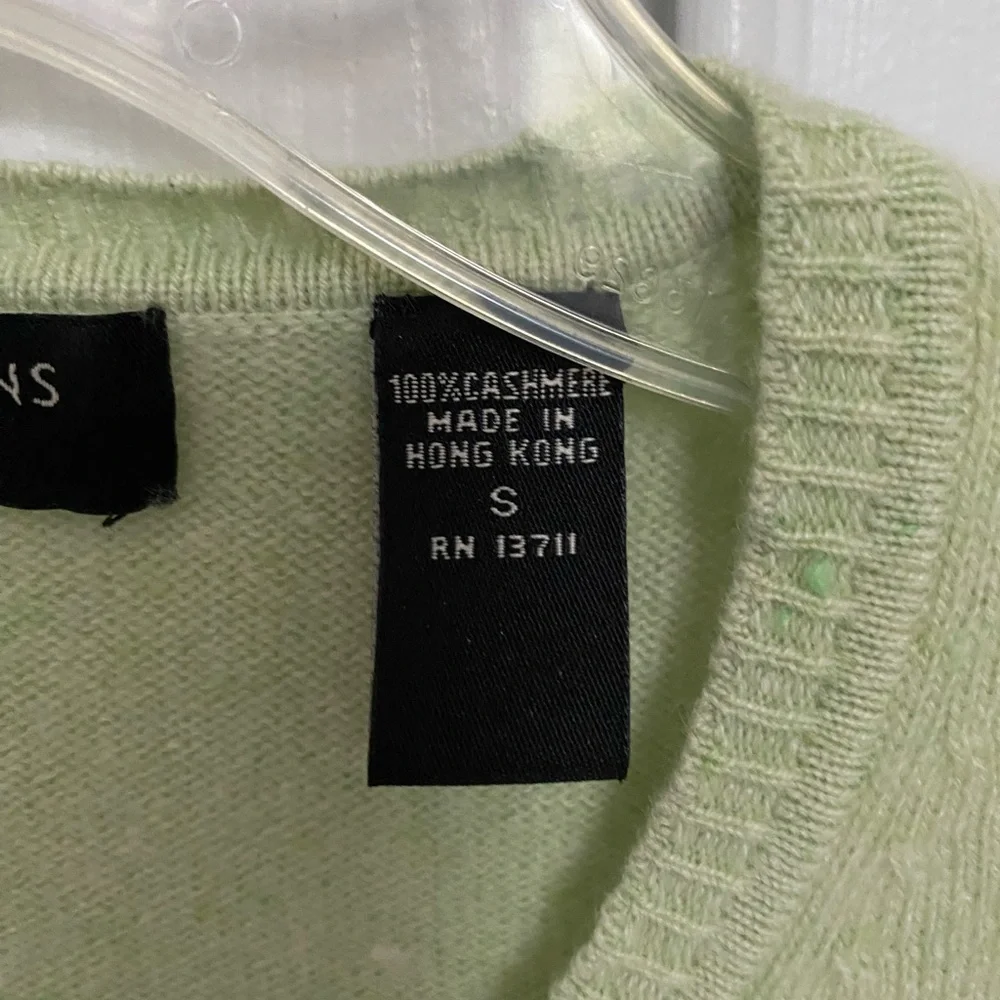 NS
100%CASHMERE
MADE IN
HONG KONG
S
RN 13711